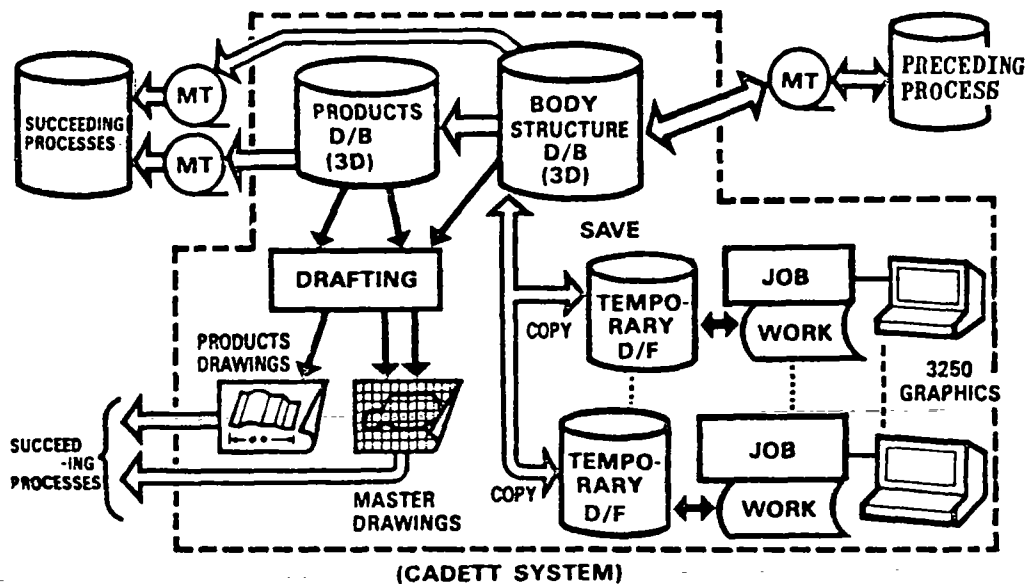 SUCCEEDING
PROCESSES
MT
MT
PRODUCTS
D/B
(3D)
BODY
STRUCTURE
D/B
(3D)
MT
PRECEDING
PROCESS
SAVE
DRAFTING
COPY
TEMPO-
RARY
D/F
JOB
WORK
3250
GRAPHICS
PRODUCTS
DRAWINGS
SUCCEED
-ING
PROCESSES
MASTER
DRAWINGS
COPY
TEMPO-
RARY
D/F
JOB
WORK
(CADETT SYSTEM)